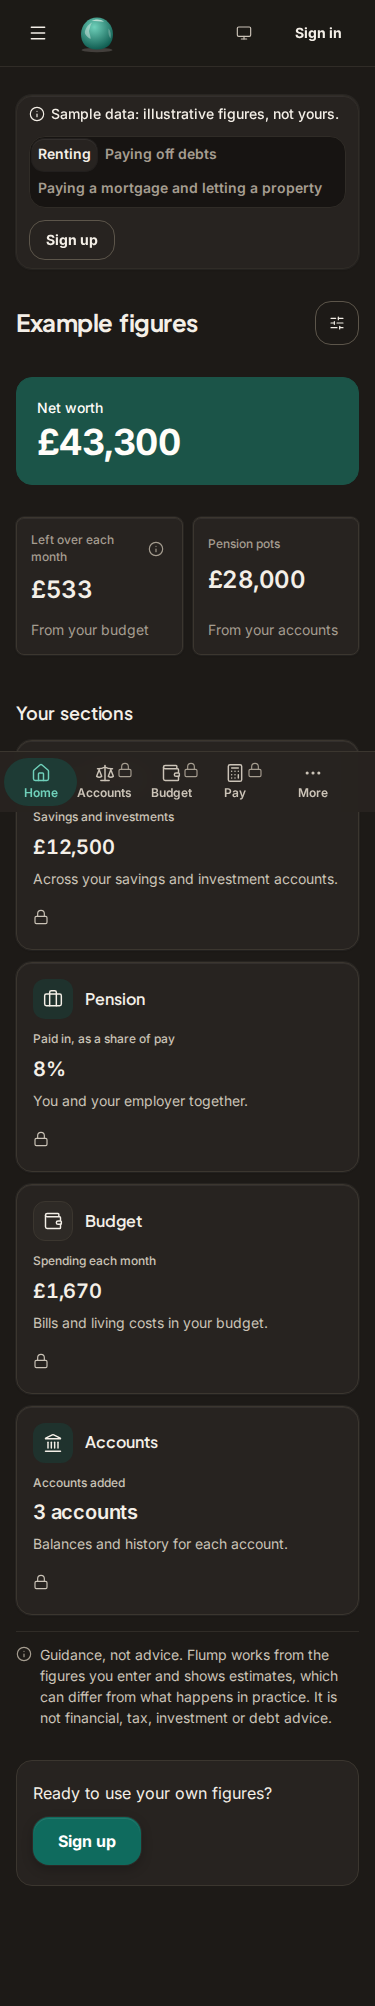 Sign in
Sample data: illustrative figures, not yours.
Renting Paying off debts
Paying a mortgage and letting a property
Sign up
Example figures
Net worth
£43,300
Left over each
month
£533
From your budget
Pension pots
£28,000
From your accounts
Your sections
Home Accounts Budget Pay More
Savings and investments
£12,500
Across your savings and investment accounts.
Pension
Paid in, as a share of pay
8%
You and your employer together.
Budget
Spending each month
£1,670
Bills and living costs in your budget.
Accounts
Accounts added
3 accounts
Balances and history for each account.
Guidance, not advice. Flump works from the
figures you enter and shows estimates, which
can differ from what happens in practice. It is
not financial, tax, investment or debt advice.
Ready to use your own figures?
Sign up